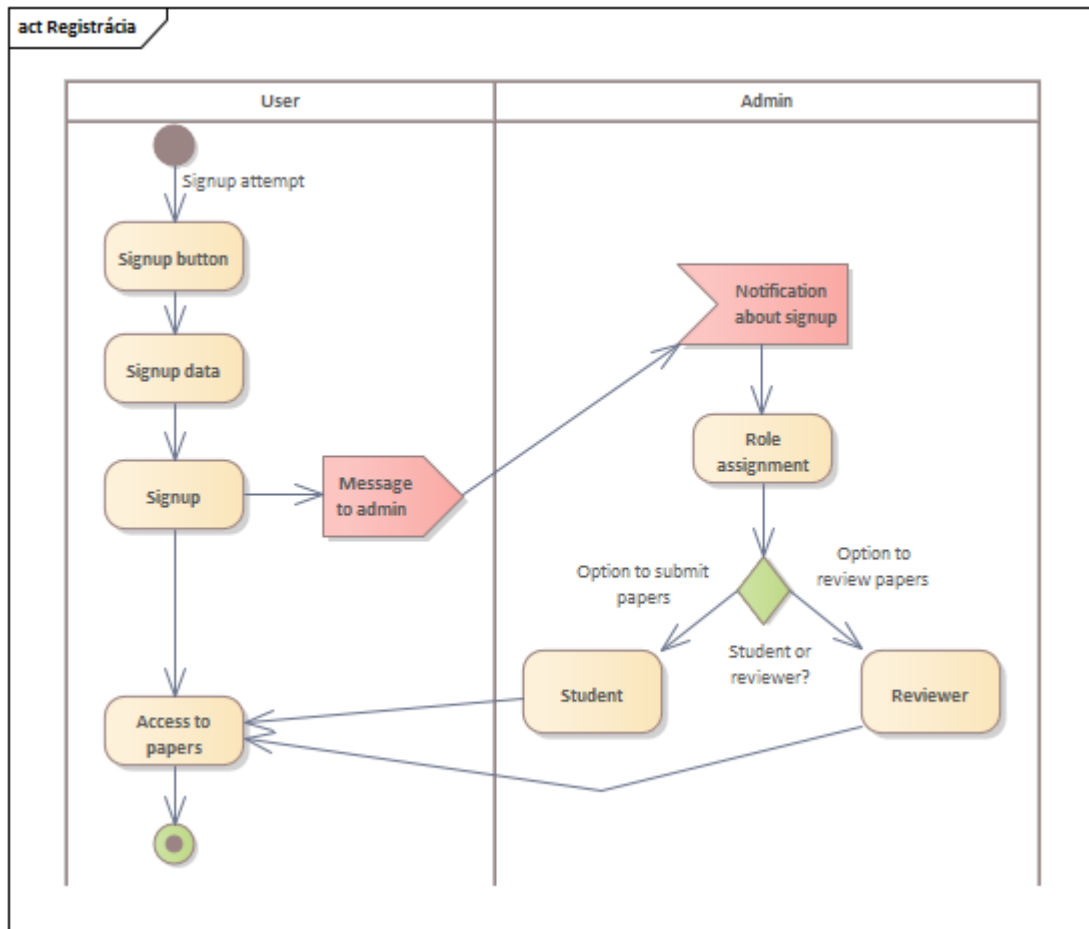 act Registrácia
User
Admin
Signup attempt
Signup button
Notification
about signup
Signup data
Role
assignment
Signup
Message
to admin
Option to submit
papers
Option to
review papers
Student or
reviewer?
Student
Reviewer
Access to
papers